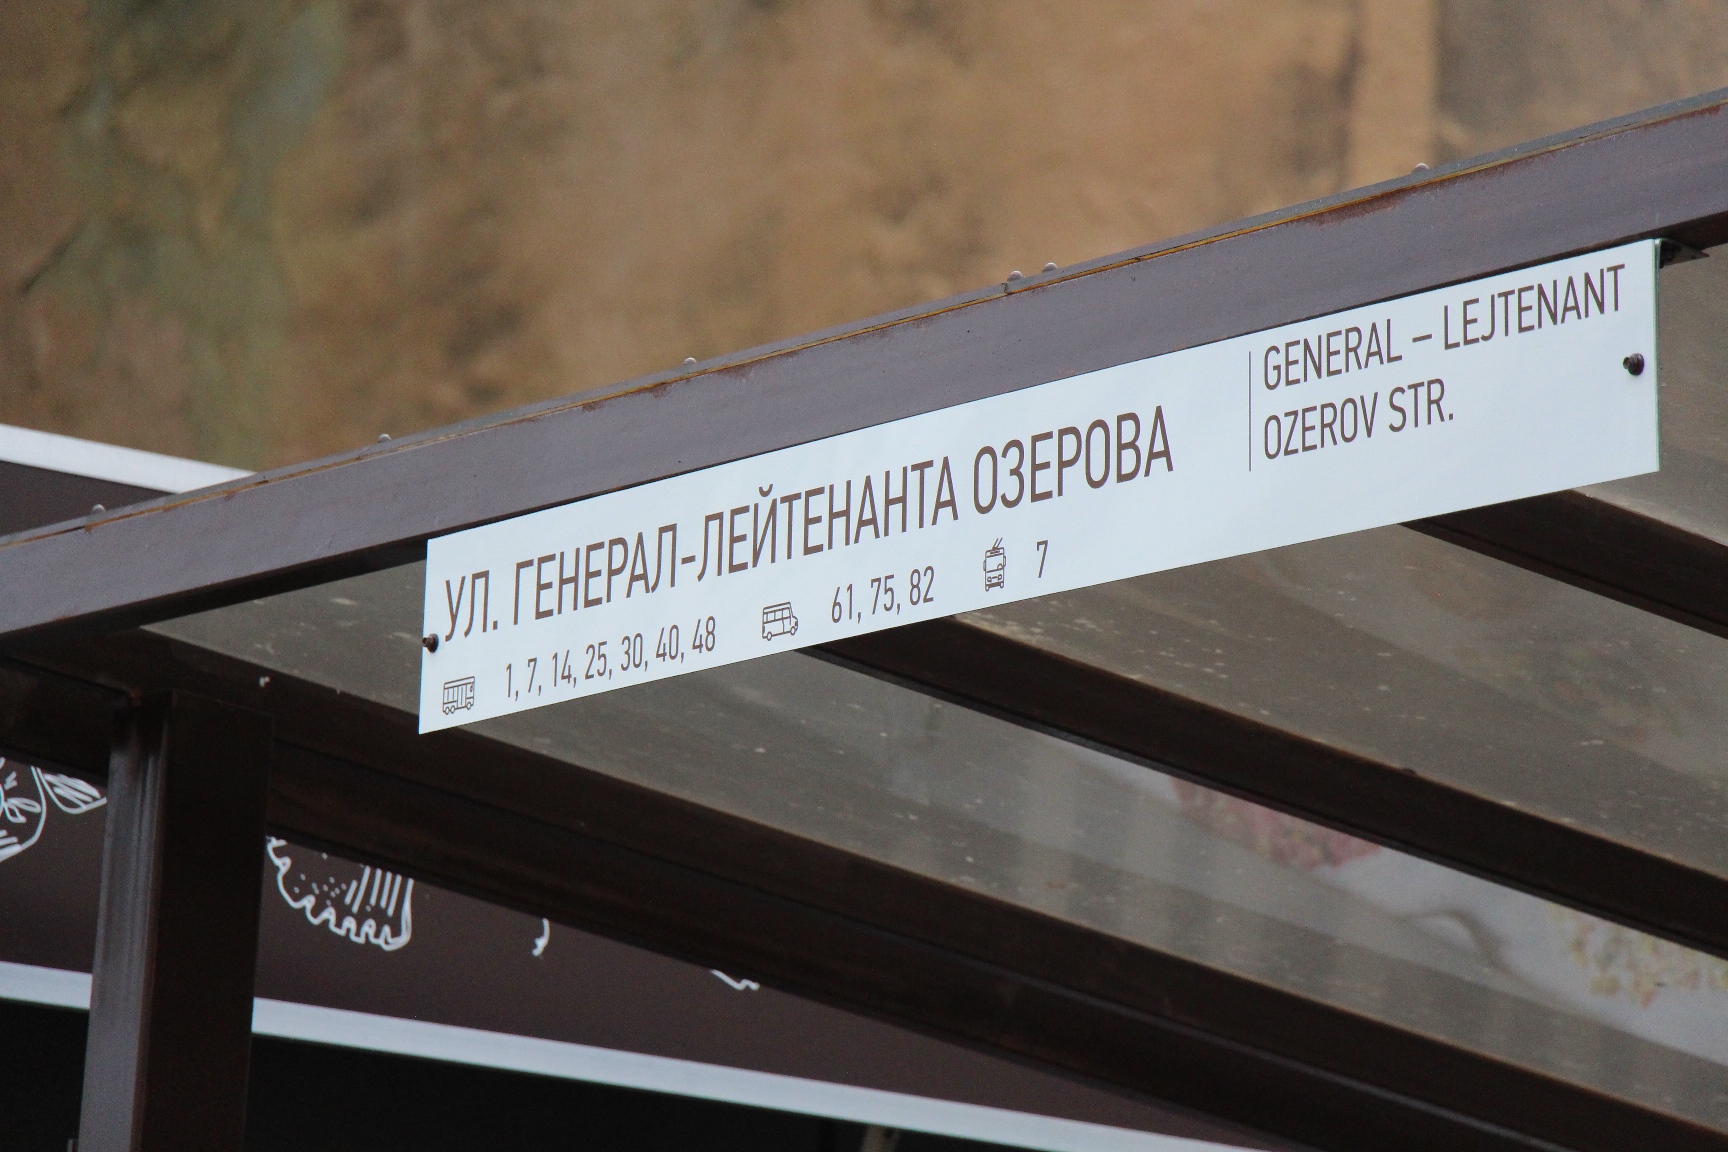 УЛ. ГЕНЕРАЛ-ЛЕЙТЕНАНТА ОЗЕРОВА
1, 7, 14, 25, 30, 40, 48
61, 75, 82
7
GENERAL – LEJTENANT
OZEROV STR.